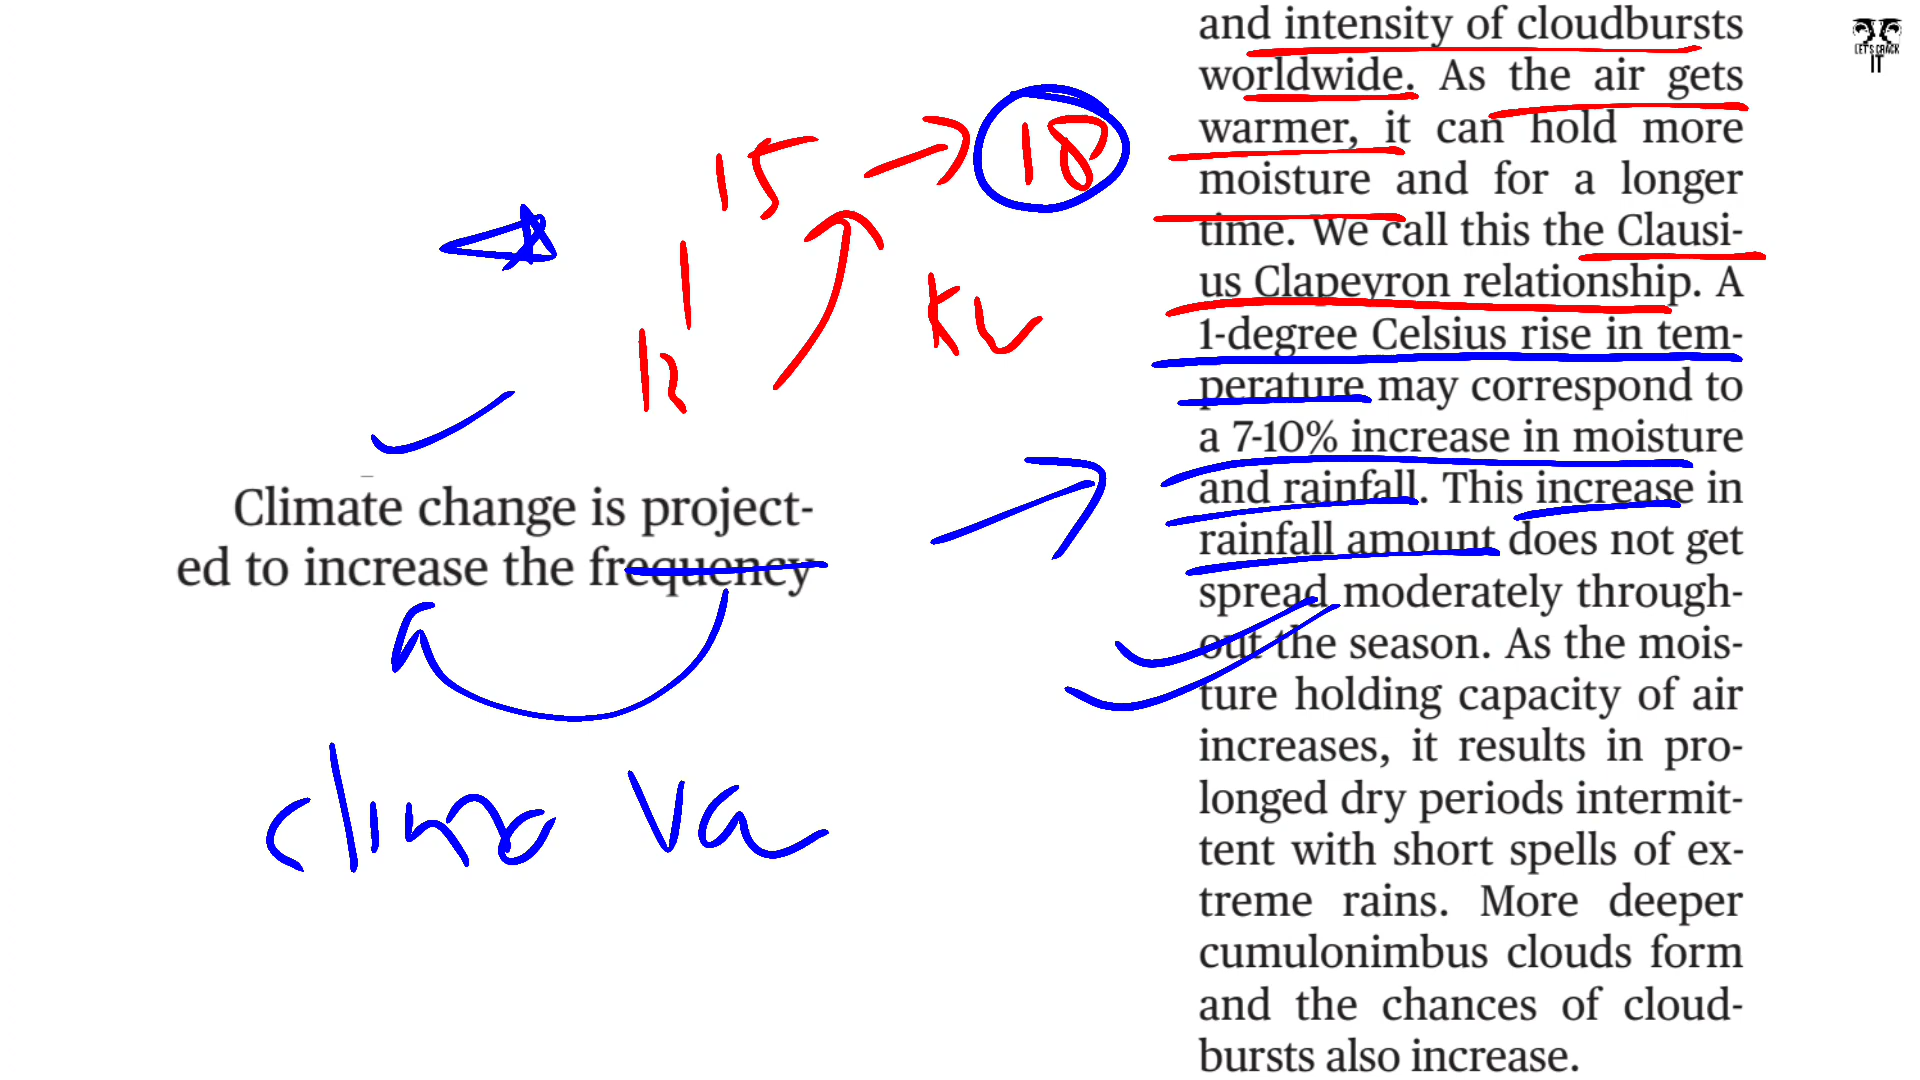 Climate change is project-
ed to increase the frequency
and intensity of cloudbursts
worldwide. As the air gets
warmer, it can hold more
moisture and for a longer
time. We call this the Clausi-
us Clapeyron relationship. A
1-degree Celsius rise in tem-
perature may correspond to
a 7-10% increase in moisture
and rainfall. This increase in
rainfall amount does not get
spread moderately through-
out the season. As the mois-
ture holding capacity of air
increases, it results in pro-
longed dry periods intermit-
tent with short spells of ex-
treme rains. More deeper
cumulonimbus clouds form
and the chances of cloud-
bursts also increase.
15
18
LET'S CRACK
IT